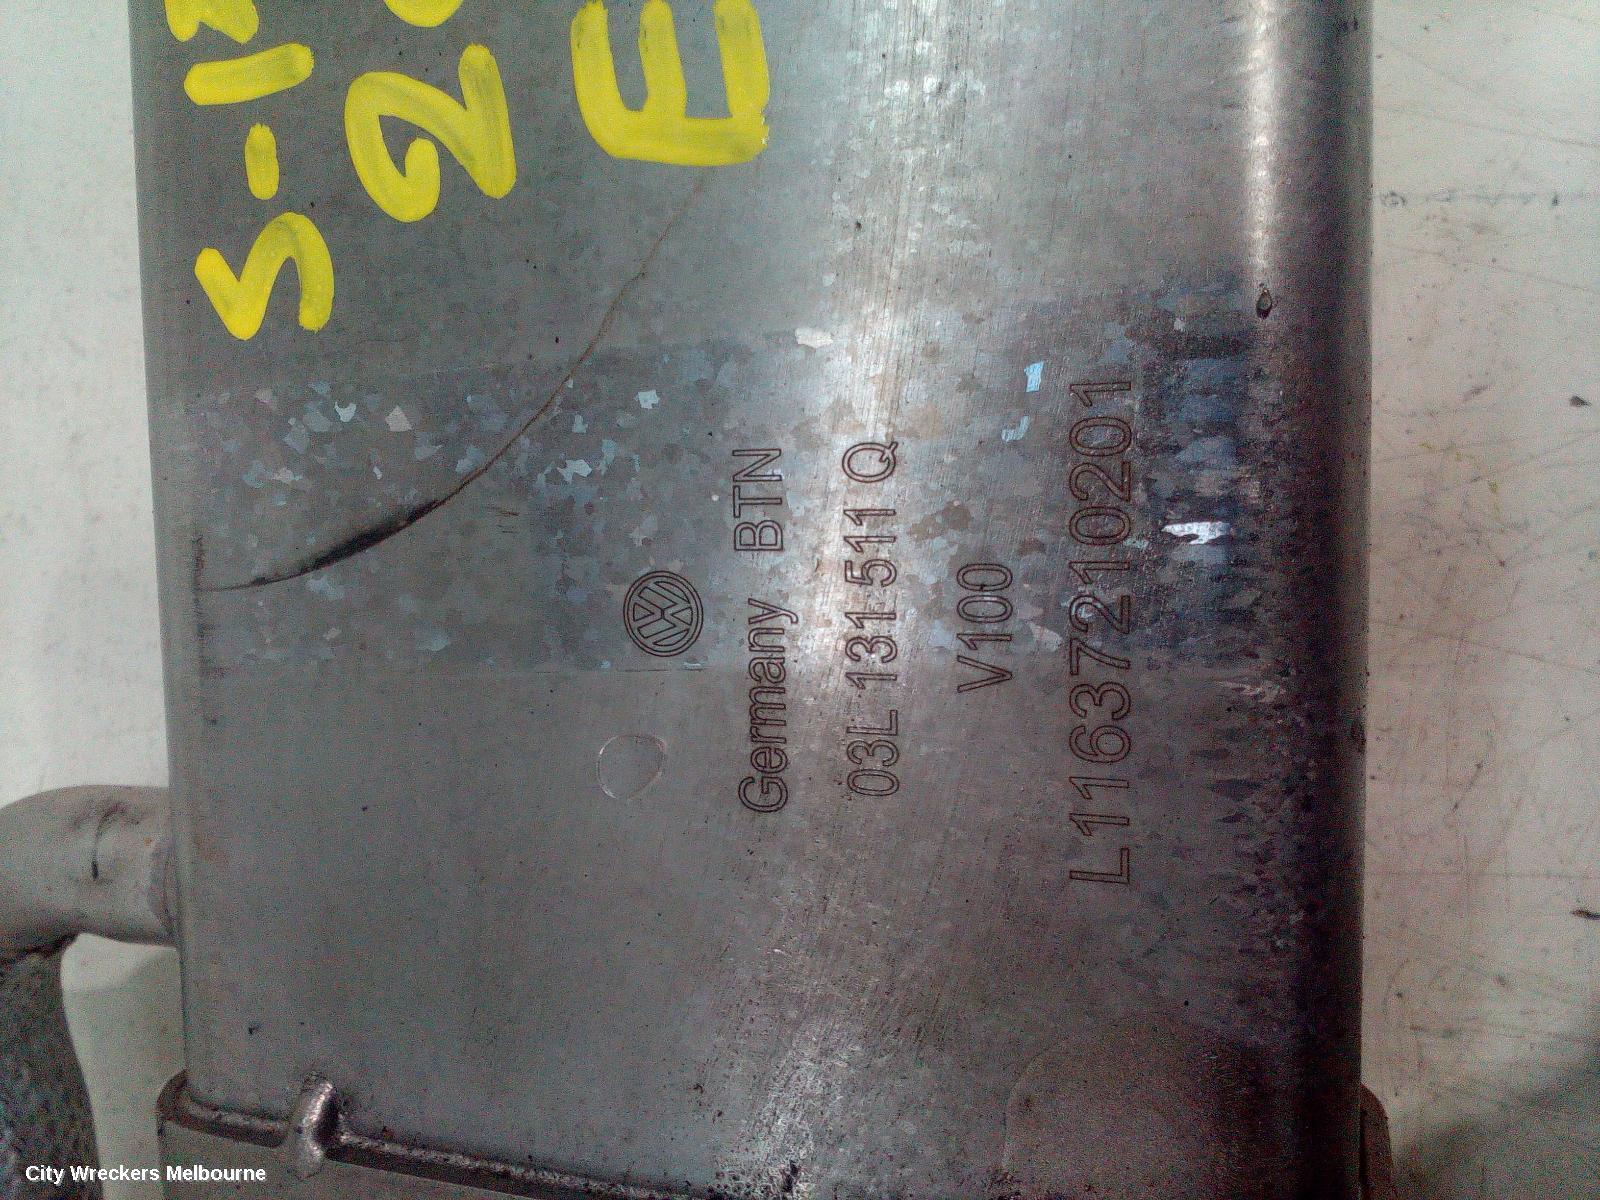 Germany BTN
03L 131 511 Q
V100
L11637210201
City Wreckers Melbourne